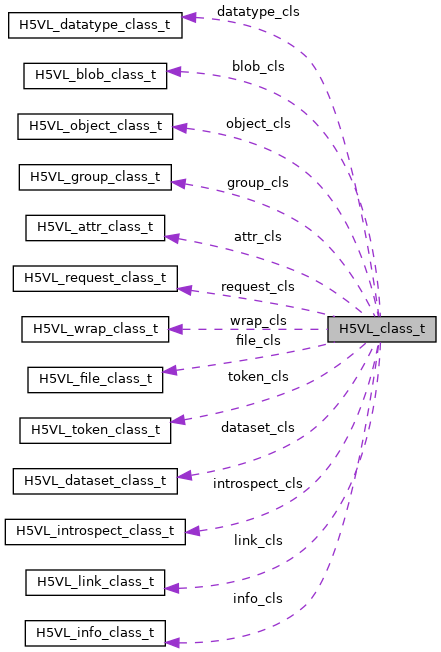 datatype_cls
H5VL_datatype_class_t
blob_cls
H5VL_blob_class_t
object_cls
H5VL_object_class_t
group_cls
H5VL_group_class_t
attr_cls
H5VL_attr_class_t
request_cls
H5VL_request_class_t
wrap_cls
H5VL_wrap_class_t
H5VL_class_t
file_cls
H5VL_file_class_t
token_cls
H5VL_token_class_t
dataset_cls
H5VL_dataset_class_t
introspect_cls
H5VL_introspect_class_t
link_cls
H5VL_link_class_t
info_cls
H5VL_info_class_t